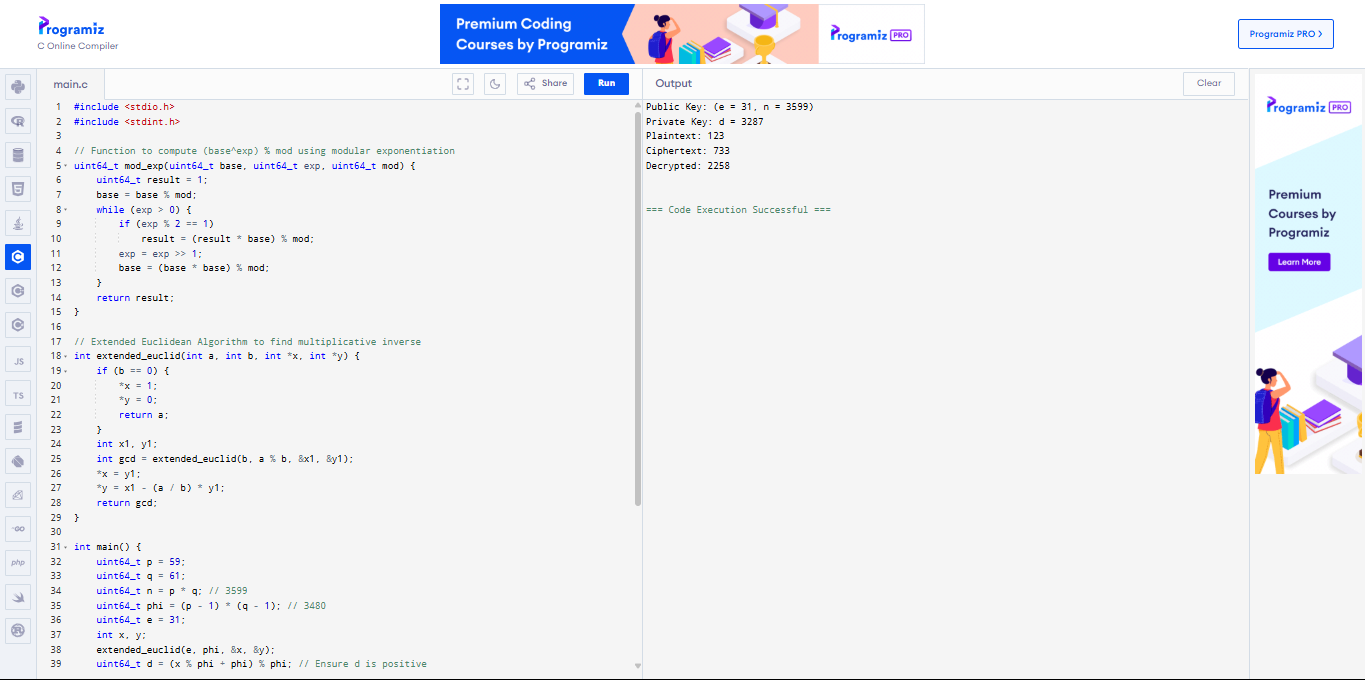 Programiz
C Online Compiler
Premium Coding
Courses by Programiz
Programiz PRO
Programiz PRO >
main.c
Share
Run
Output
Clear
1 #include <stdio.h>
2 #include <stdint.h>
3
4 // Function to compute (base^exp) % mod using modular exponentiation
5 uint64_t mod_exp(uint64_t base, uint64_t exp, uint64_t mod) {
6     uint64_t result = 1;
7     base = base % mod;
8     while (exp > 0) {
9         if (exp % 2 == 1)
10             result = (result * base) % mod;
11         exp = exp >> 1;
12         base = (base * base) % mod;
13     }
14     return result;
15 }
16
17 // Extended Euclidean Algorithm to find multiplicative inverse
18 int extended_euclid(int a, int b, int *x, int *y) {
19     if (b == 0) {
20         *x = 1;
21         *y = 0;
22         return a;
23     }
24     int x1, y1;
25     int gcd = extended_euclid(b, a % b, &x1, &y1);
26     *x = y1;
27     *y = x1 - (a / b) * y1;
28     return gcd;
29 }
30
31 int main() {
32     uint64_t p = 59;
33     uint64_t q = 61;
34     uint64_t n = p * q; // 3599
35     uint64_t phi = (p - 1) * (q - 1); // 3480
36     uint64_t e = 31;
37     int x, y;
38     extended_euclid(e, phi, &x, &y);
39     uint64_t d = (x % phi + phi) % phi; // Ensure d is positive
Public Key: (e = 31, n = 3599)
Private Key: d = 3287
Plaintext: 123
Ciphertext: 733
Decrypted: 2258
=== Code Execution Successful ===
JS
TS
GO
php
Programiz PRO
Premium
Courses by
Programiz
Learn More